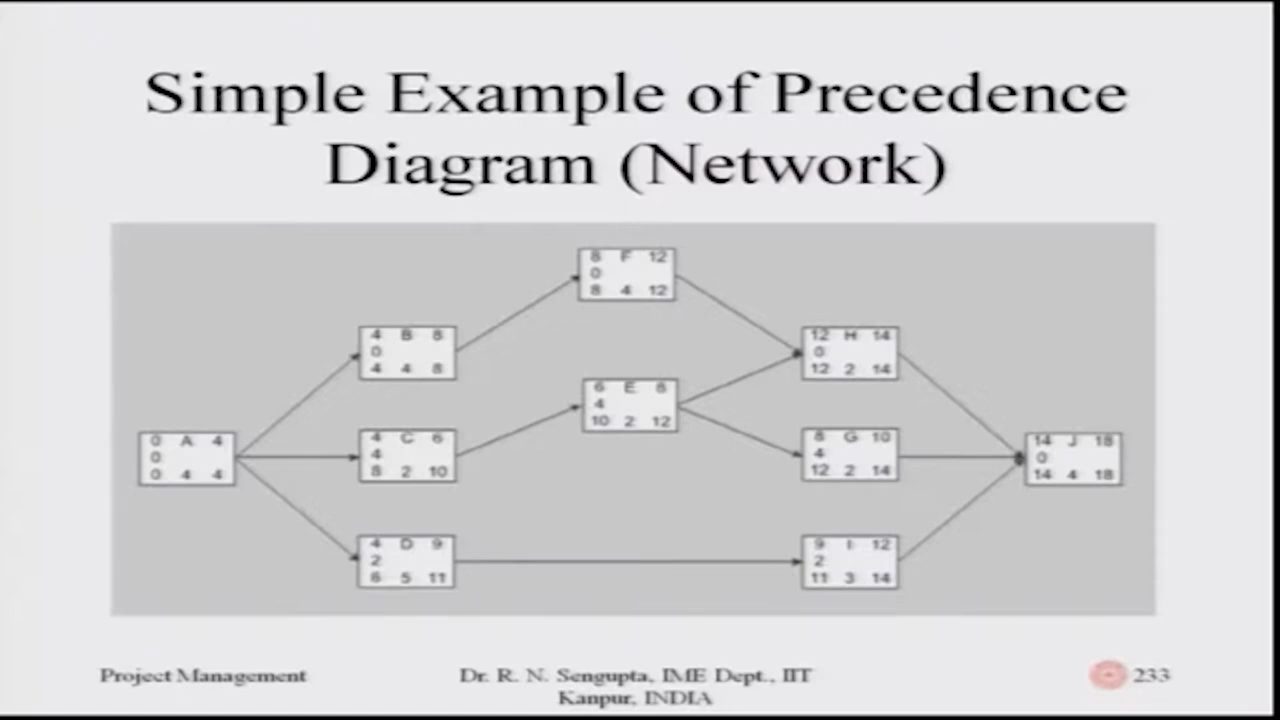 Simple Example of Precedence
Diagram (Network)
8 F 12
0
8 4 12
4 B 8
0
4 4 8
12 H 14
0
12 2 14
6 E 8
4
10 2 12
0 A 4
0
0 4 4
4 C 6
4
8 2 10
8 G 10
4
12 2 14
14 J 18
0
14 4 18
4 D 9
2
6 5 11
9 I 12
2
11 3 14
Project Management
Dr. R. N. Sengupta, IME Dept., IIT
Kanpur, INDIA
233